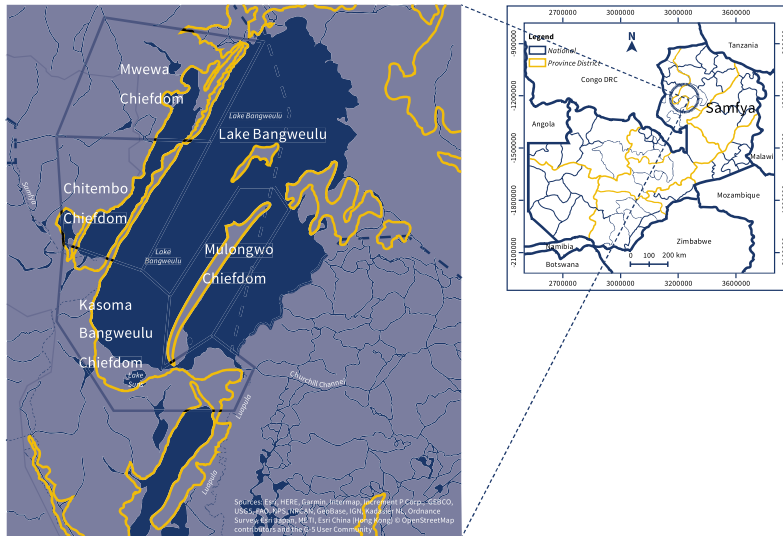 Mwewa
Chiefdom
Lake Bangweulu
Lake Bangweulu
Chitembo
Chiefdom
Samfya
Lake
Bangweulu
Mulongwo
Chiefdom
Kasoma
Bangweulu
Chiefdom
Lake
Churchill Channel
Luapulo
Luapulo
Sources: Esri, HERE, Garmin, Intermap, Increment P Corp., GEBCO,
USGS, FAO, NPS, NRCAN, GeoBase, IGN, Kadaster NL, Ordnance
Survey, Esri Japan, METI, Esri China (Hong Kong) © OpenStreetMap
contributors and the GIS User Community
2700000
3000000
3300000
3600000
Legend
National
Province District
N
Tanzania
Congo DRC
Samfya
Angola
Malawi
Mozambique
Zimbabwe
Namibia
Botswana
0 100 200 km
-900000
-1200000
-1500000
-1800000
-2100000
2700000
3000000
3300000
3600000